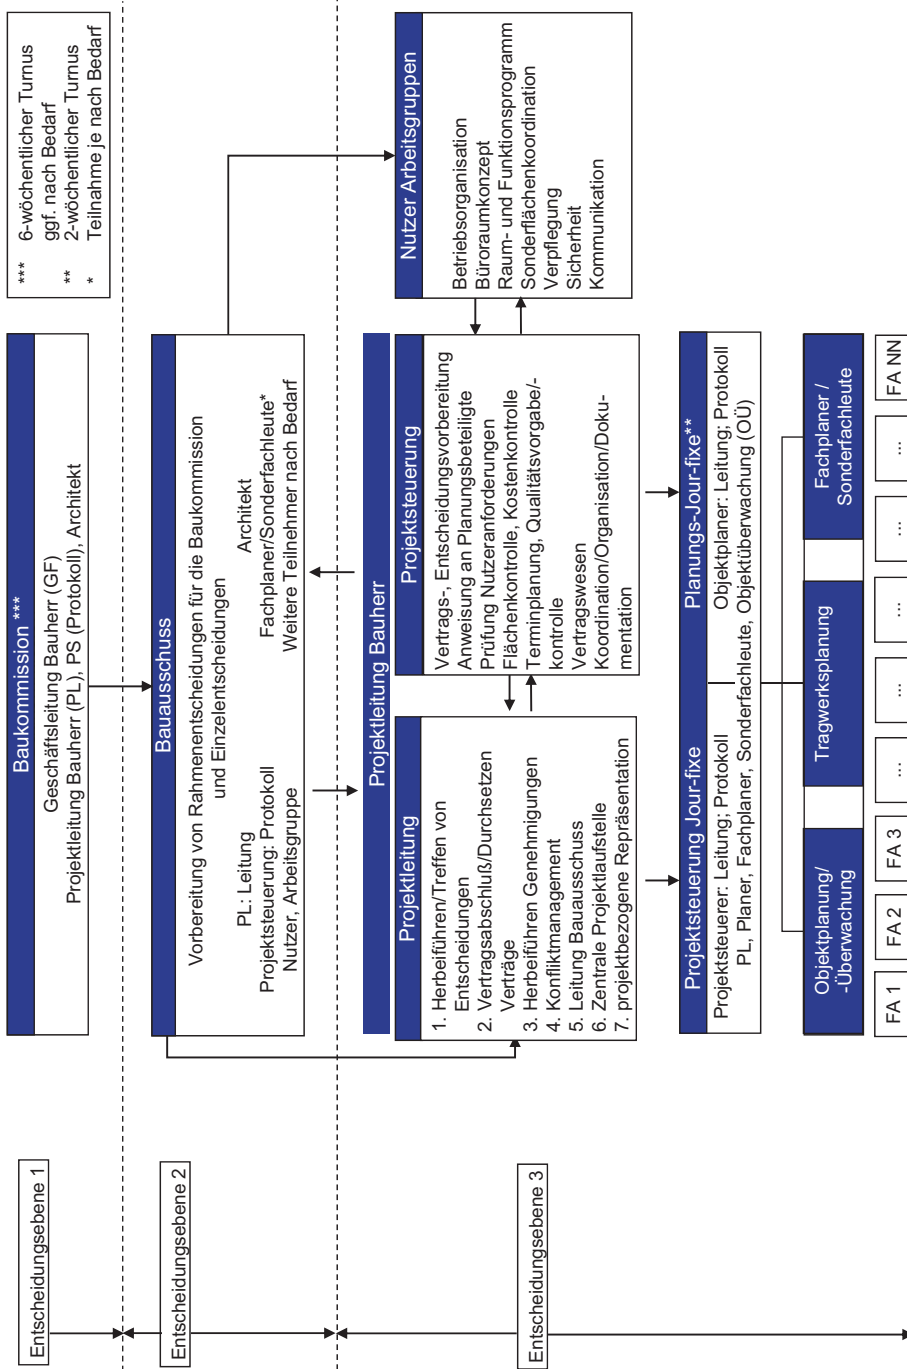 Entscheidungsebene 1
Baukommission ***
Geschäftsleitung Bauherr (GF)
Projektleitung Bauherr (PL), PS (Protokoll), Architekt
*** 6-wöchentlicher Turnus
ggf. nach Bedarf
** 2-wöchentlicher Turnus
* Teilnahme je nach Bedarf
Entscheidungsebene 2
Bauausschuss
Vorbereitung von Rahmenentscheidungen für die Baukommission
und Einzelentscheidungen
PL: Leitung
Projektsteuerung: Protokoll
Nutzer, Arbeitsgruppe
Architekt
Fachplaner/Sonderfachleute*
Weitere Teilnehmer nach Bedarf
Entscheidungsebene 3
Projektleitung Bauherr
Projektleitung
1. Herbeiführen/Treffen von
Entscheidungen
2. Vertragsabschluß/Durchsetzen
Verträge
3. Herbeiführen Genehmigungen
4. Konfliktmanagement
5. Leitung Bauausschuss
6. Zentrale Projektlaufstelle
7. projektbezogene Repräsentation
Projektsteuerung
Vertrags-, Entscheidungsvorbereitung
Anweisung an Planungsbeteiligte
Prüfung Nutzeranforderungen
Flächenkontrolle, Kostenkontrolle
Terminplanung, Qualitätsvorgabe/-
kontrolle
Vertragswesen
Koordination/Organisation/Doku-
mentation
Nutzer Arbeitsgruppen
Betriebsorganisation
Büroraumkonzept
Raum- und Funktionsprogramm
Sonderflächenkoordination
Verpflegung
Sicherheit
Kommunikation
Projektsteuerung Jour-fixe
Planungs-Jour-fixe**
Projektsteuerer: Leitung; Protokoll
Objektplaner: Leitung; Protokoll
PL, Planer, Fachplaner, Sonderfachleute, Objektüberwachung (OÜ)
Objektplanung/
-Überwachung
Tragwerksplanung
Fachplaner /
Sonderfachleute
FA 1
FA 2
FA 3
...
...
...
...
...
FA NN